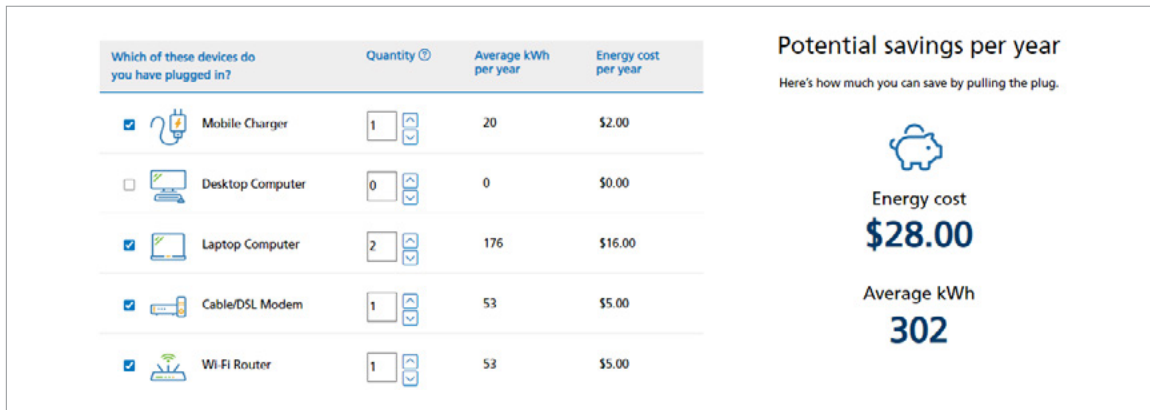 Which of these devices do
you have plugged in?
Quantity ?
Average kWh
per year
Energy cost
per year
Mobile Charger 1 20 $2.00
Desktop Computer 0 0 $0.00
Laptop Computer 2 176 $16.00
Cable/DSL Modem 1 53 $5.00
Wi-Fi Router 1 53 $5.00
Potential savings per year
Here's how much you can save by pulling the plug.
Energy cost
$28.00
Average kWh
302